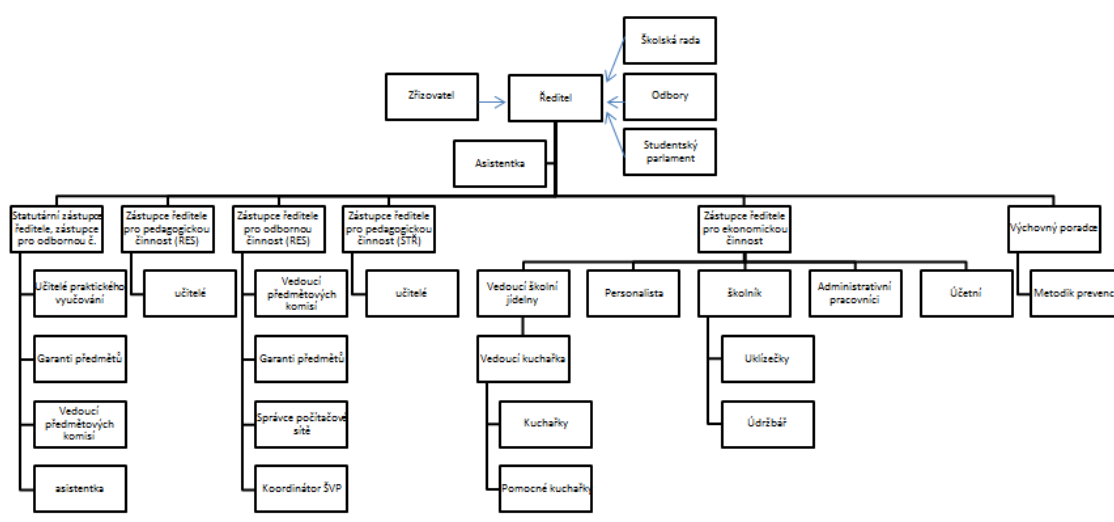 Školská rada
Zřizovatel
Ředitel
Odbory
Studentský
parlament
Asistentka
Statutární zástupce
ředitele, zástupce
pro odbornou č.
Zástupce ředitele
pro pedagogickou
činnost (RES)
Zástupce ředitele
pro odbornou
činnost (RES)
Zástupce ředitele
pro pedagogickou
činnost (STR)
Zástupce ředitele
pro ekonomickou
činnost
Výchovný poradce
Učitelé praktického
vyučování
učitelé
Vedoucí
předmětových
komisí
učitelé
Vedoucí školní
jídelny
Personalista
školník
Administrativní
pracovníci
Účetní
Metodik prevenc
Garanti předmětů
Garanti předmětů
Vedoucí kuchařka
Uklízečky
Vedoucí
předmětových
komisí
Správce počítačové
sítě
Kuchařky
Údržbář
asistentka
Koordinátor ŠVP
Pomocné kuchařky